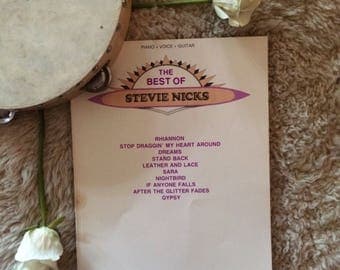 PIANO • VOICE • GUITAR
THE
BEST OF
STEVIE NICKS
RHIANNON
STOP DRAGGIN' MY HEART AROUND
DREAMS
STAND BACK
LEATHER AND LACE
SARA
NIGHTBIRD
IF ANYONE FALLS
AFTER THE GLITTER FADES
GYPSY